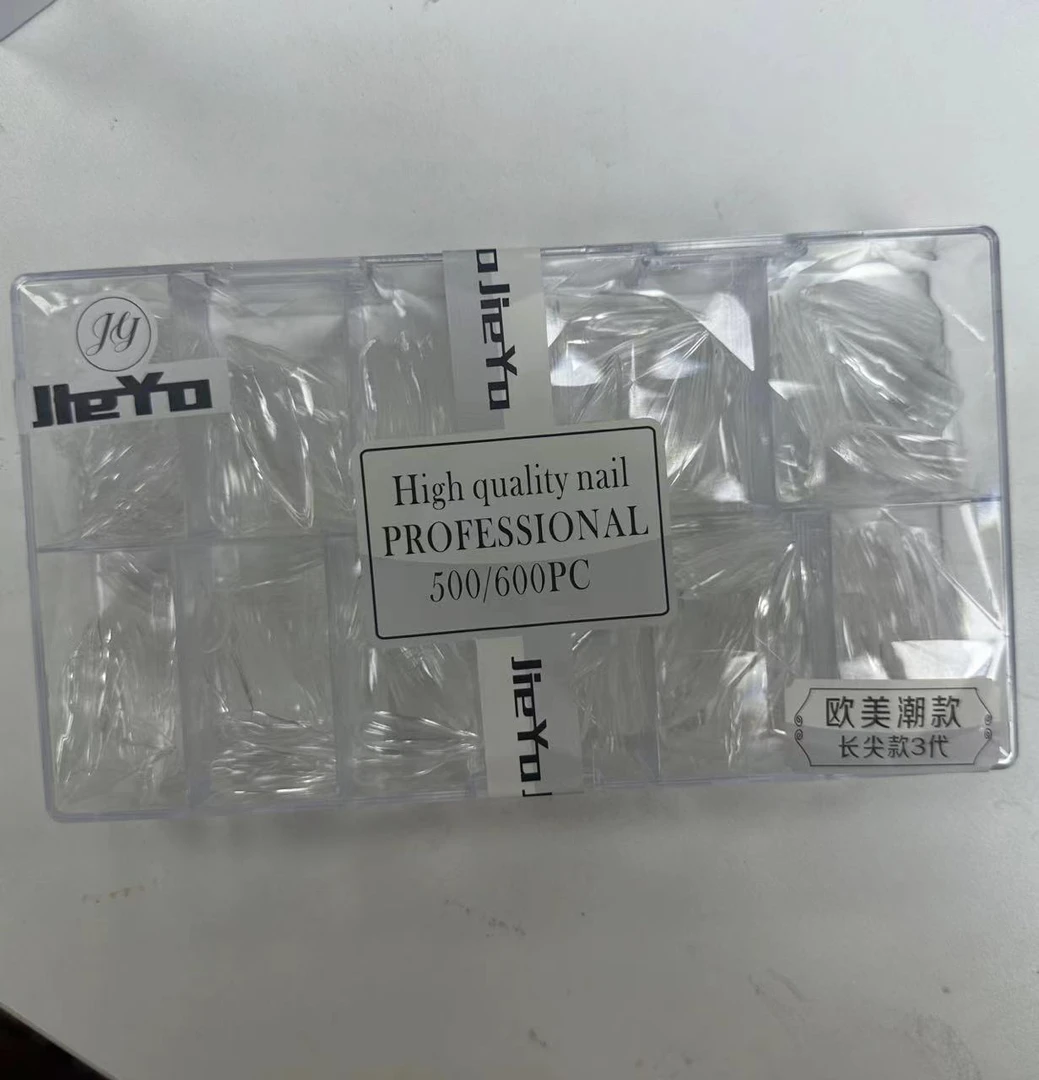 JY
JieYo
JieYo
High quality nail
PROFESSIONAL
500/600PC
JieYo
欧美潮款
长尖款3代